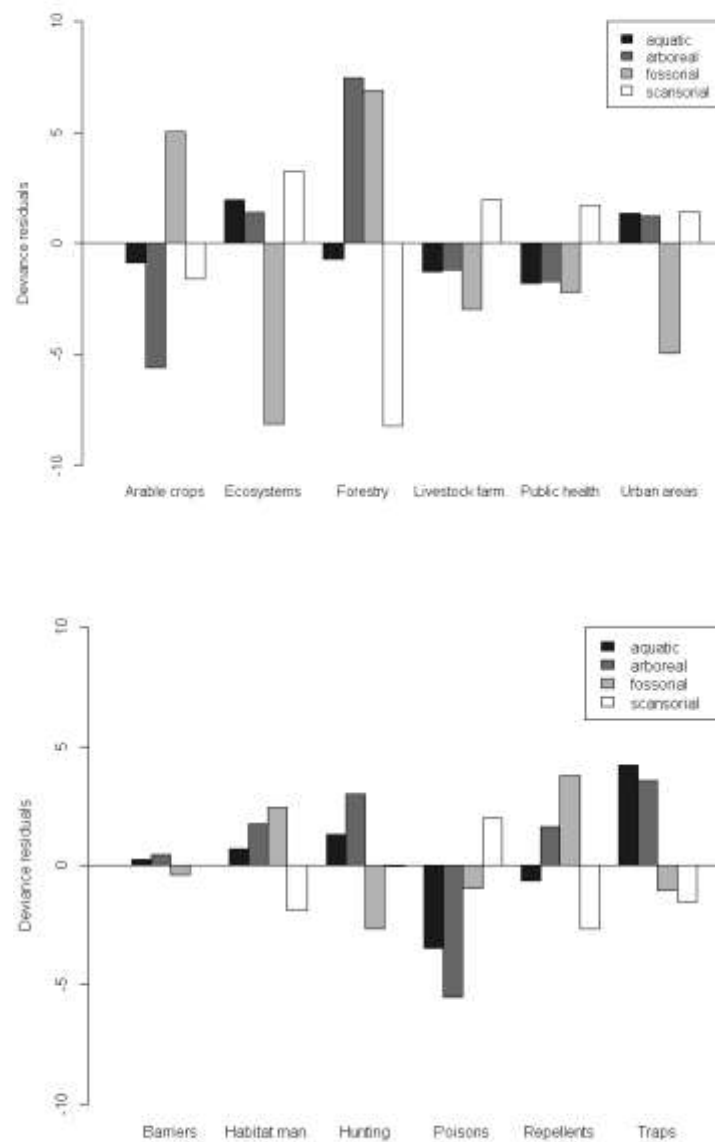 10
5
0
-5
-10
Deviance residuals
aquatic
arboreal
fossorial
scansorial
Arable crops Ecosystems Forestry Livestock farm. Public health Urban areas
10
5
0
-5
-10
Deviance residuals
aquatic
arboreal
fossorial
scansorial
Barriers Habitat man. Hunting Poisons Repellents Traps